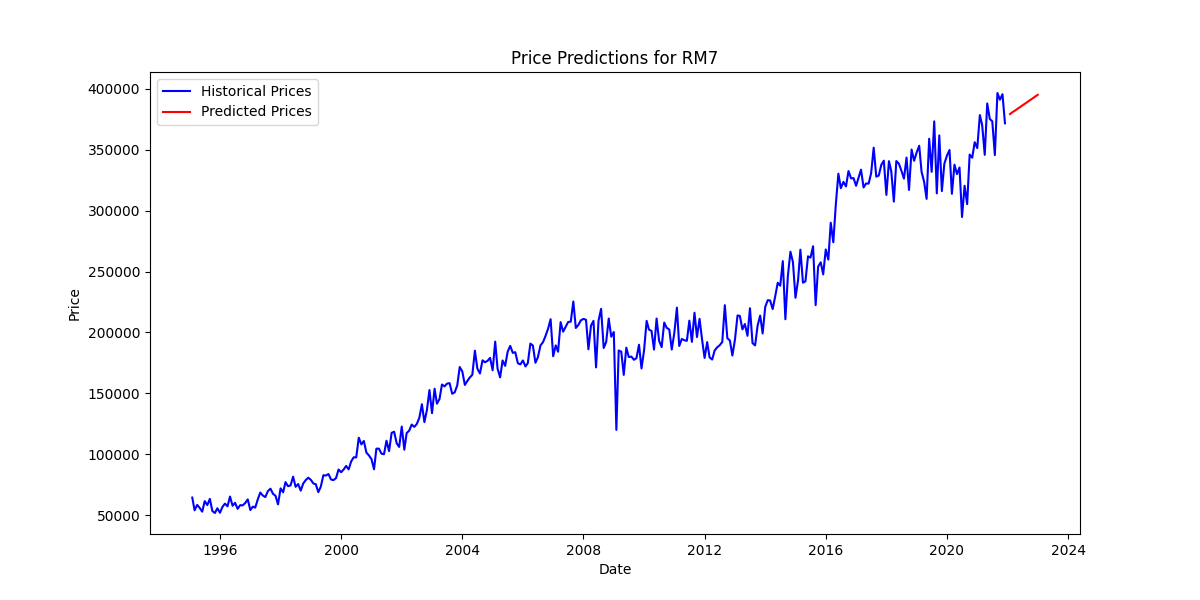 Price Predictions for RM7
Historical Prices
Predicted Prices
400000
350000
300000
250000
200000
150000
100000
50000
Price
1996 2000 2004 2008 2012 2016 2020 2024
Date